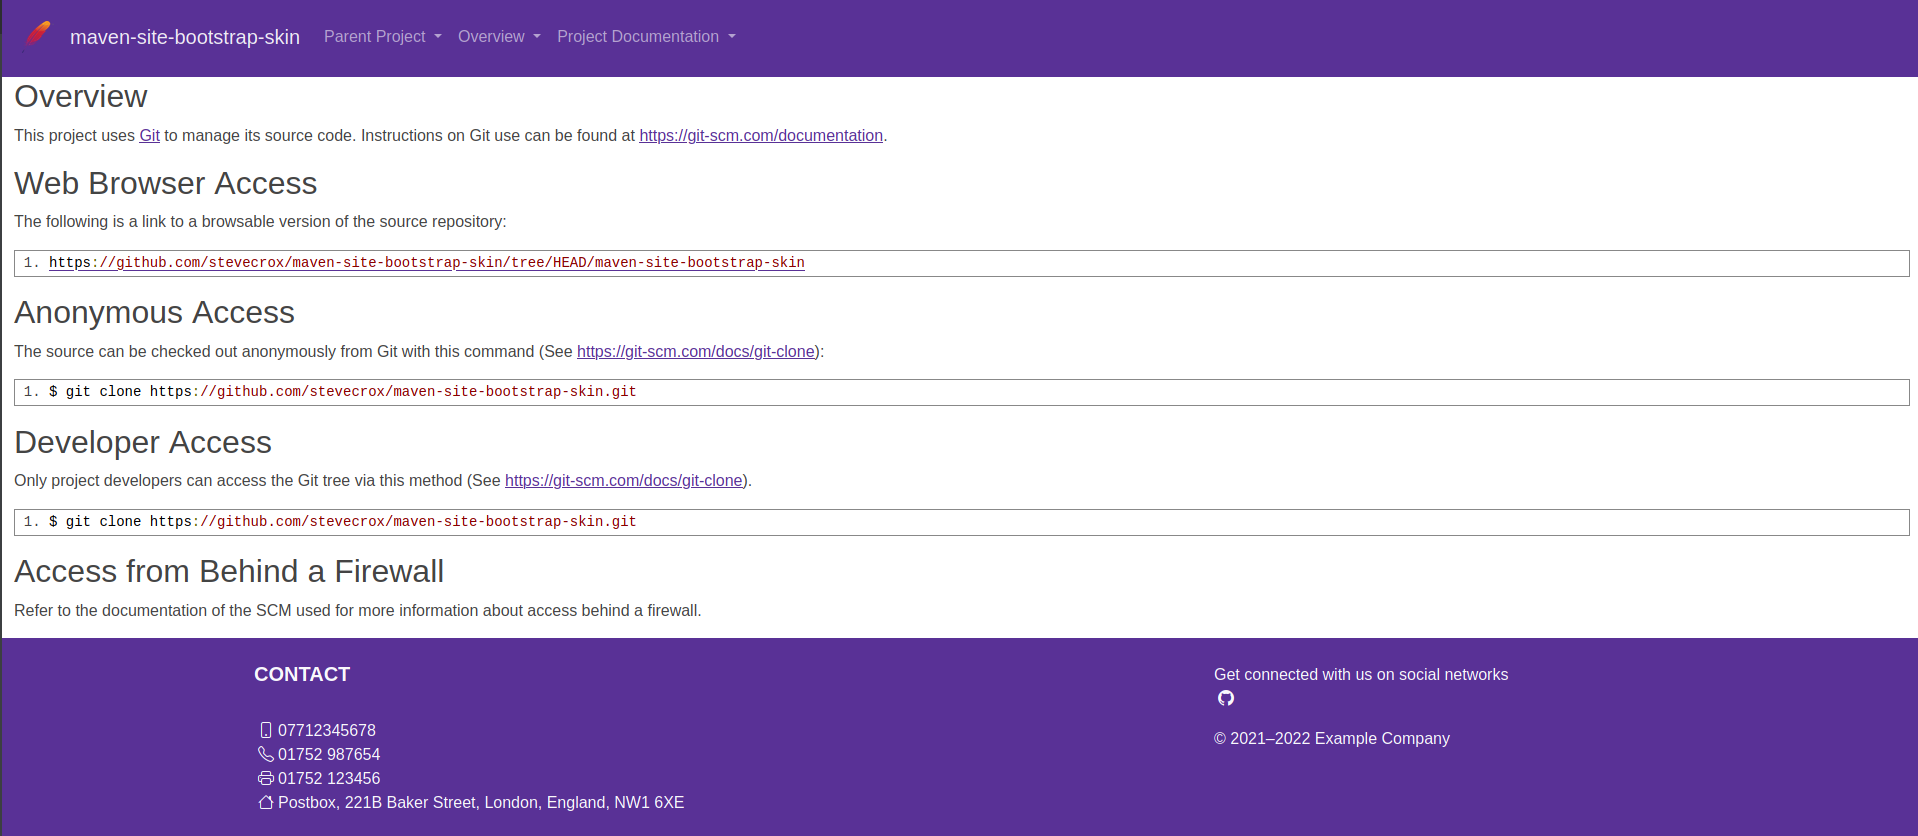 maven-site-bootstrap-skin Parent Project Overview Project Documentation
Overview
This project uses Git to manage its source code. Instructions on Git use can be found at https://git-scm.com/documentation.
Web Browser Access
The following is a link to a browsable version of the source repository:
1. https://github.com/stevecrox/maven-site-bootstrap-skin/tree/HEAD/maven-site-bootstrap-skin
Anonymous Access
The source can be checked out anonymously from Git with this command (See https://git-scm.com/docs/git-clone):
1. $ git clone https://github.com/stevecrox/maven-site-bootstrap-skin.git
Developer Access
Only project developers can access the Git tree via this method (See https://git-scm.com/docs/git-clone).
1. $ git clone https://github.com/stevecrox/maven-site-bootstrap-skin.git
Access from Behind a Firewall
Refer to the documentation of the SCM used for more information about access behind a firewall.
CONTACT
07712345678
01752 987654
01752 123456
Postbox, 221B Baker Street, London, England, NW1 6XE
Get connected with us on social networks
© 2021–2022 Example Company